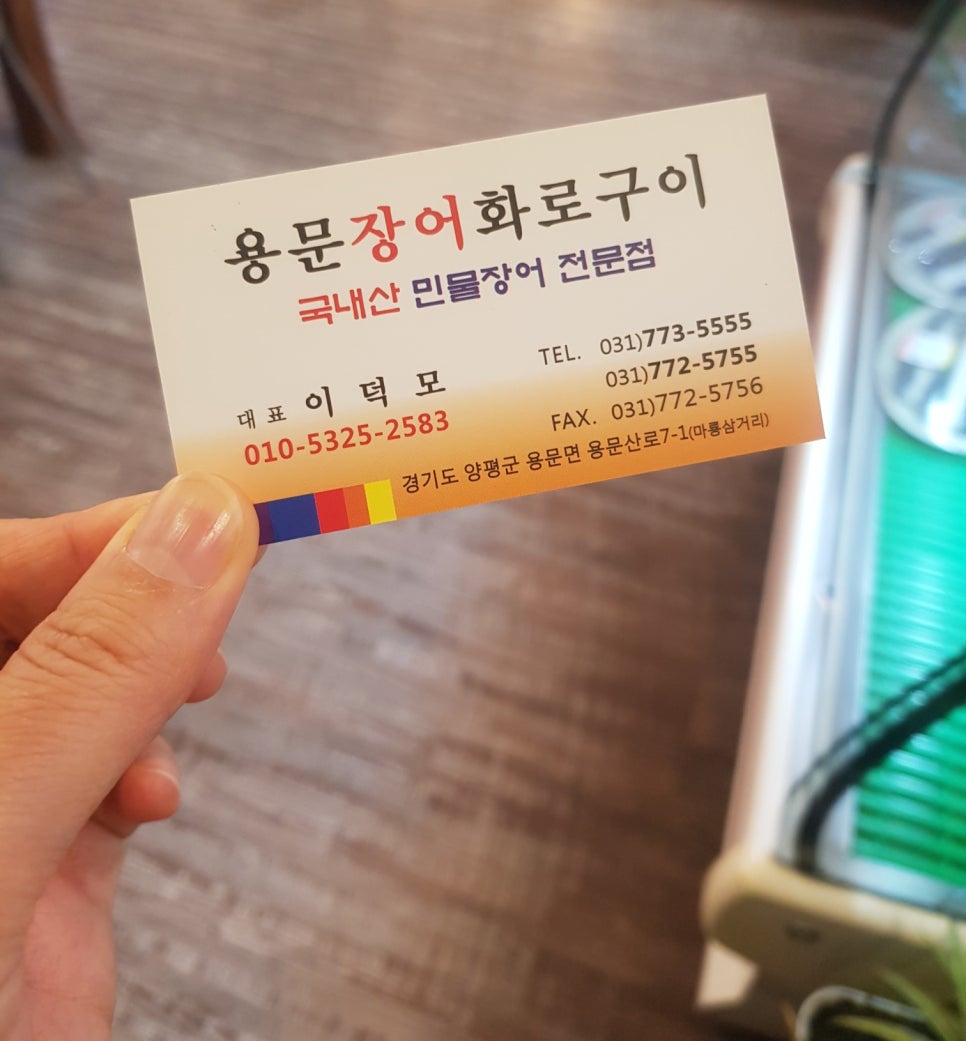 용문장어화로구이
국내산 민물장어 전문점
대표 이덕모
010-5325-2583
TEL. 031)773-5555
031)772-5755
FAX. 031)772-5756
경기도 양평군 용문면 용문산로7-1(마룡삼거리)